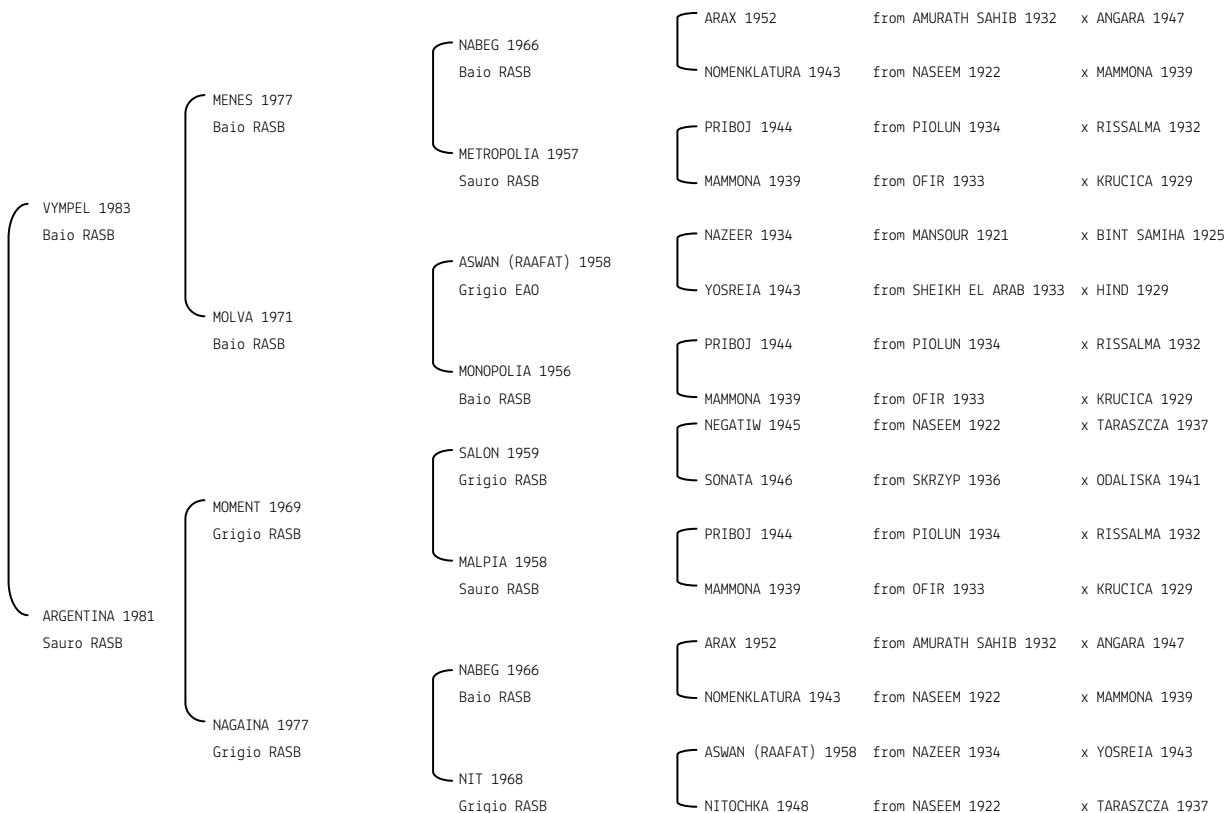 ARAX 1952 from AMURATH SAHIB 1932 x ANGARA 1947
NABEG 1966
Baio RASB
NOMENKLATURA 1943 from NASEEM 1922 x MAMMONA 1939
MENES 1977
Baio RASB
PRIBOJ 1944 from PIOLUN 1934 x RISSALMA 1932
METROPOLIA 1957
Sauro RASB
MAMMONA 1939 from OFIR 1933 x KRUCICA 1929
VYMPEL 1983
Baio RASB
NAZEER 1934 from MANSOUR 1921 x BINT SAMIHA 1925
ASWAN (RAAFAT) 1958
Grigio EAO
YOSREIA 1943 from SHEIKH EL ARAB 1933 x HIND 1929
MOLVA 1971
Baio RASB
PRIBOJ 1944 from PIOLUN 1934 x RISSALMA 1932
MONOPOLIA 1956
Baio RASB
MAMMONA 1939 from OFIR 1933 x KRUCICA 1929
NEGATIW 1945 from NASEEM 1922 x TARASZCZA 1937
SALON 1959
Grigio RASB
SONATA 1946 from SKRZYP 1936 x ODALISKA 1941
MOMENT 1969
Grigio RASB
PRIBOJ 1944 from PIOLUN 1934 x RISSALMA 1932
MALPIA 1958
Sauro RASB
MAMMONA 1939 from OFIR 1933 x KRUCICA 1929
ARGENTINA 1981
Sauro RASB
ARAX 1952 from AMURATH SAHIB 1932 x ANGARA 1947
NABEG 1966
Baio RASB
NOMENKLATURA 1943 from NASEEM 1922 x MAMMONA 1939
NAGAINA 1977
Grigio RASB
ASWAN (RAAFAT) 1958 from NAZEER 1934 x YOSREIA 1943
NIT 1968
Grigio RASB
NITOCHKA 1948 from NASEEM 1922 x TARASZCZA 1937